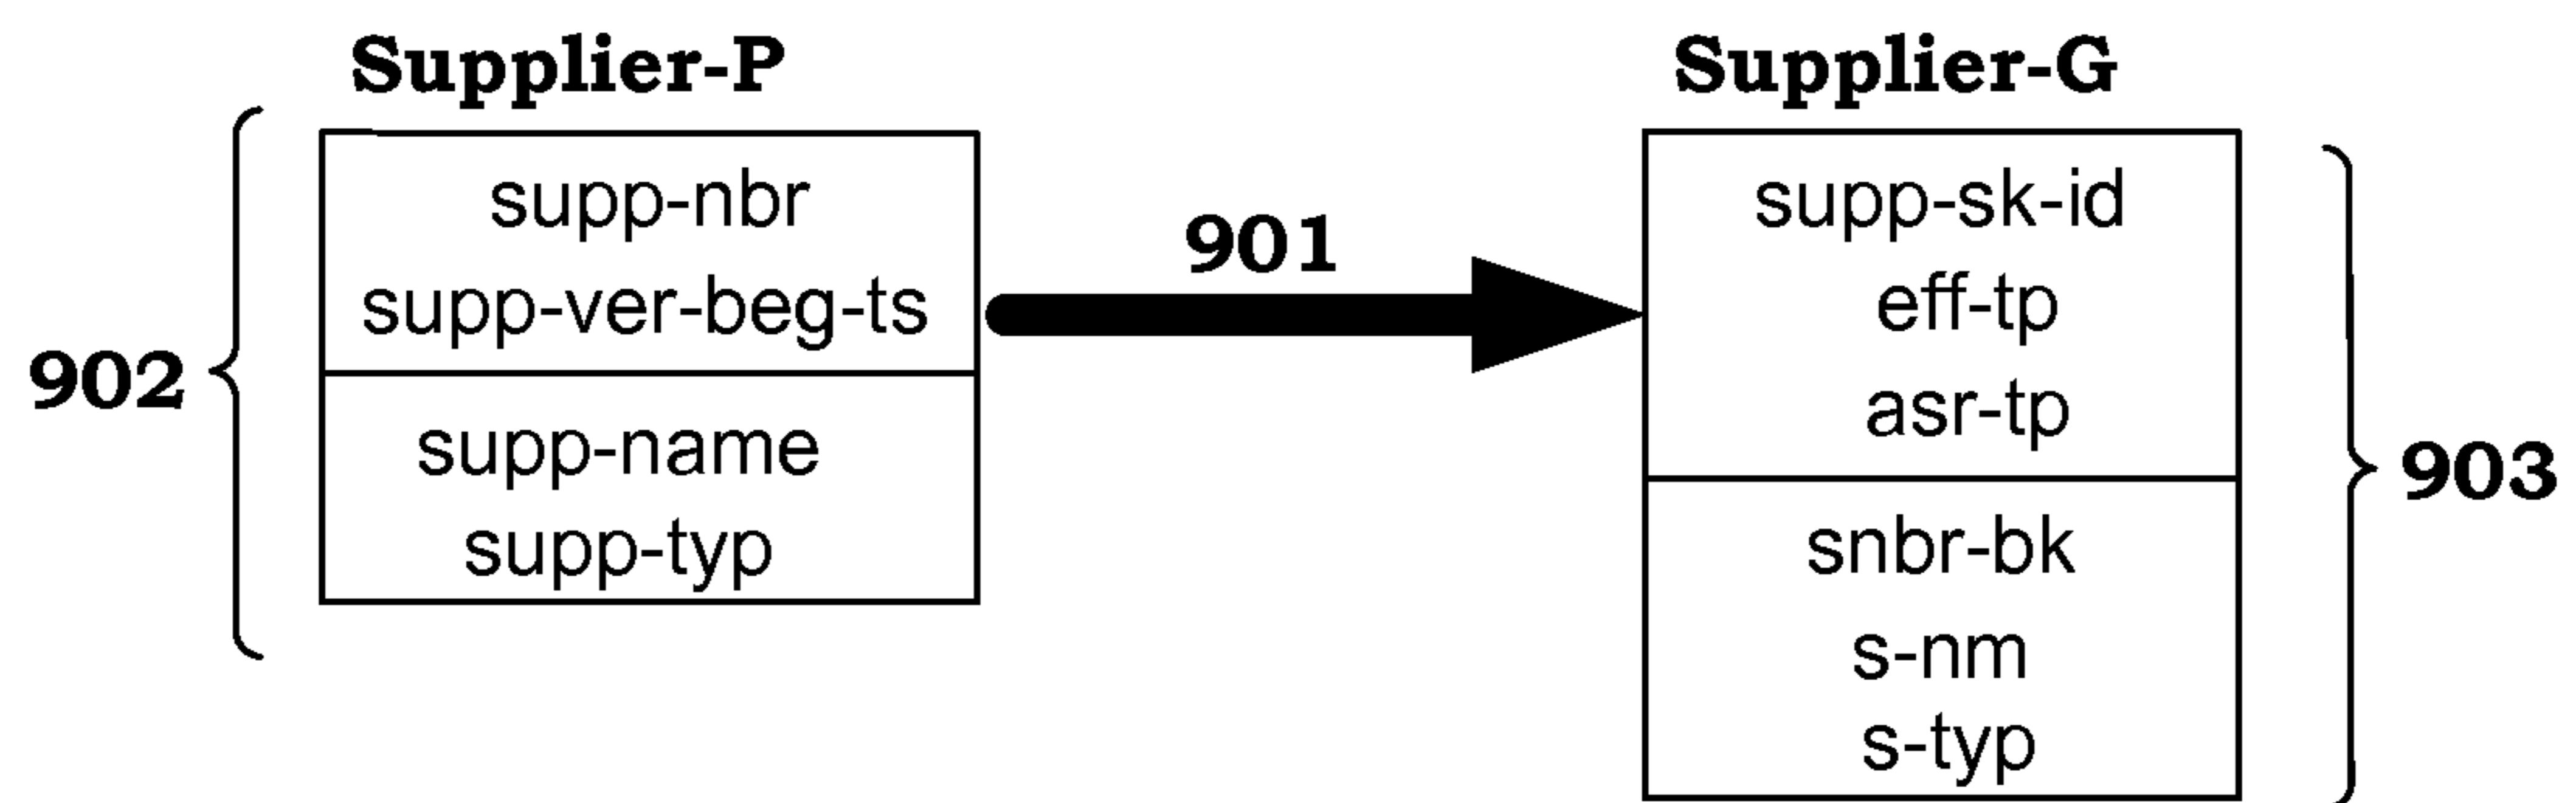 Supplier-P
902
supp-nbr
supp-ver-beg-ts
supp-name
supp-typ
901
Supplier-G
supp-sk-id
eff-tp
asr-tp
snbr-bk
s-nm
s-typ
903